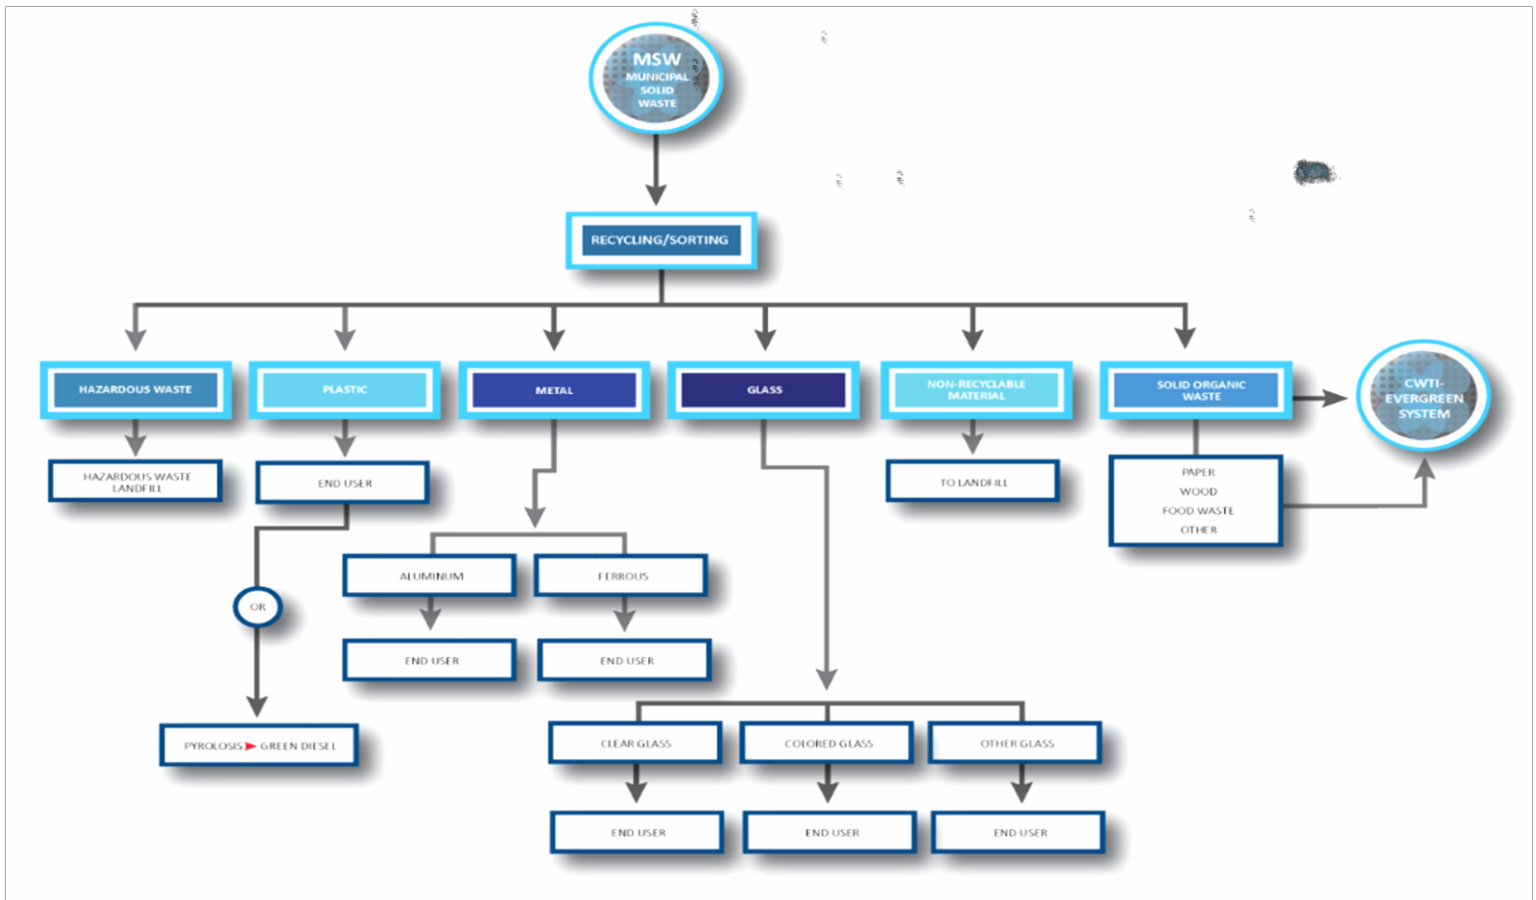 MSW
MUNICIPAL
SOLID
WASTE
RECYCLING/SORTING
HAZARDOUS WASTE
PLASTIC
METAL
GLASS
NON-RECYCLABLE
MATERIAL
SOLID ORGANIC
WASTE
CWTI-
EVERGREEN
SYSTEM
HAZARDOUS WASTE
LANDFILL
END USER
TO LANDFILL
PAPER
WOOD
FOOD WASTE
OTHER
ALUMINUM
FERROUS
OR
END USER
END USER
PYROLOSIS GREEN DIESEL
CLEAR GLASS
COLORED GLASS
OTHER GLASS
END USER
END USER
END USER